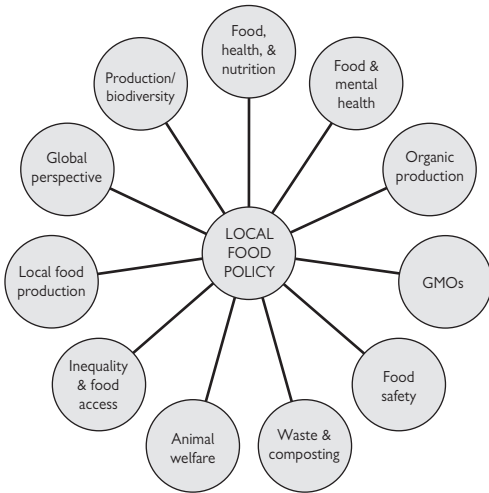 Food,
health, &
nutrition
Food &
mental
health
Organic
production
GMOs
Food
safety
Waste &
composting
Animal
welfare
Inequality
& food
access
Local food
production
Global
perspective
Production/
biodiversity
LOCAL
FOOD
POLICY